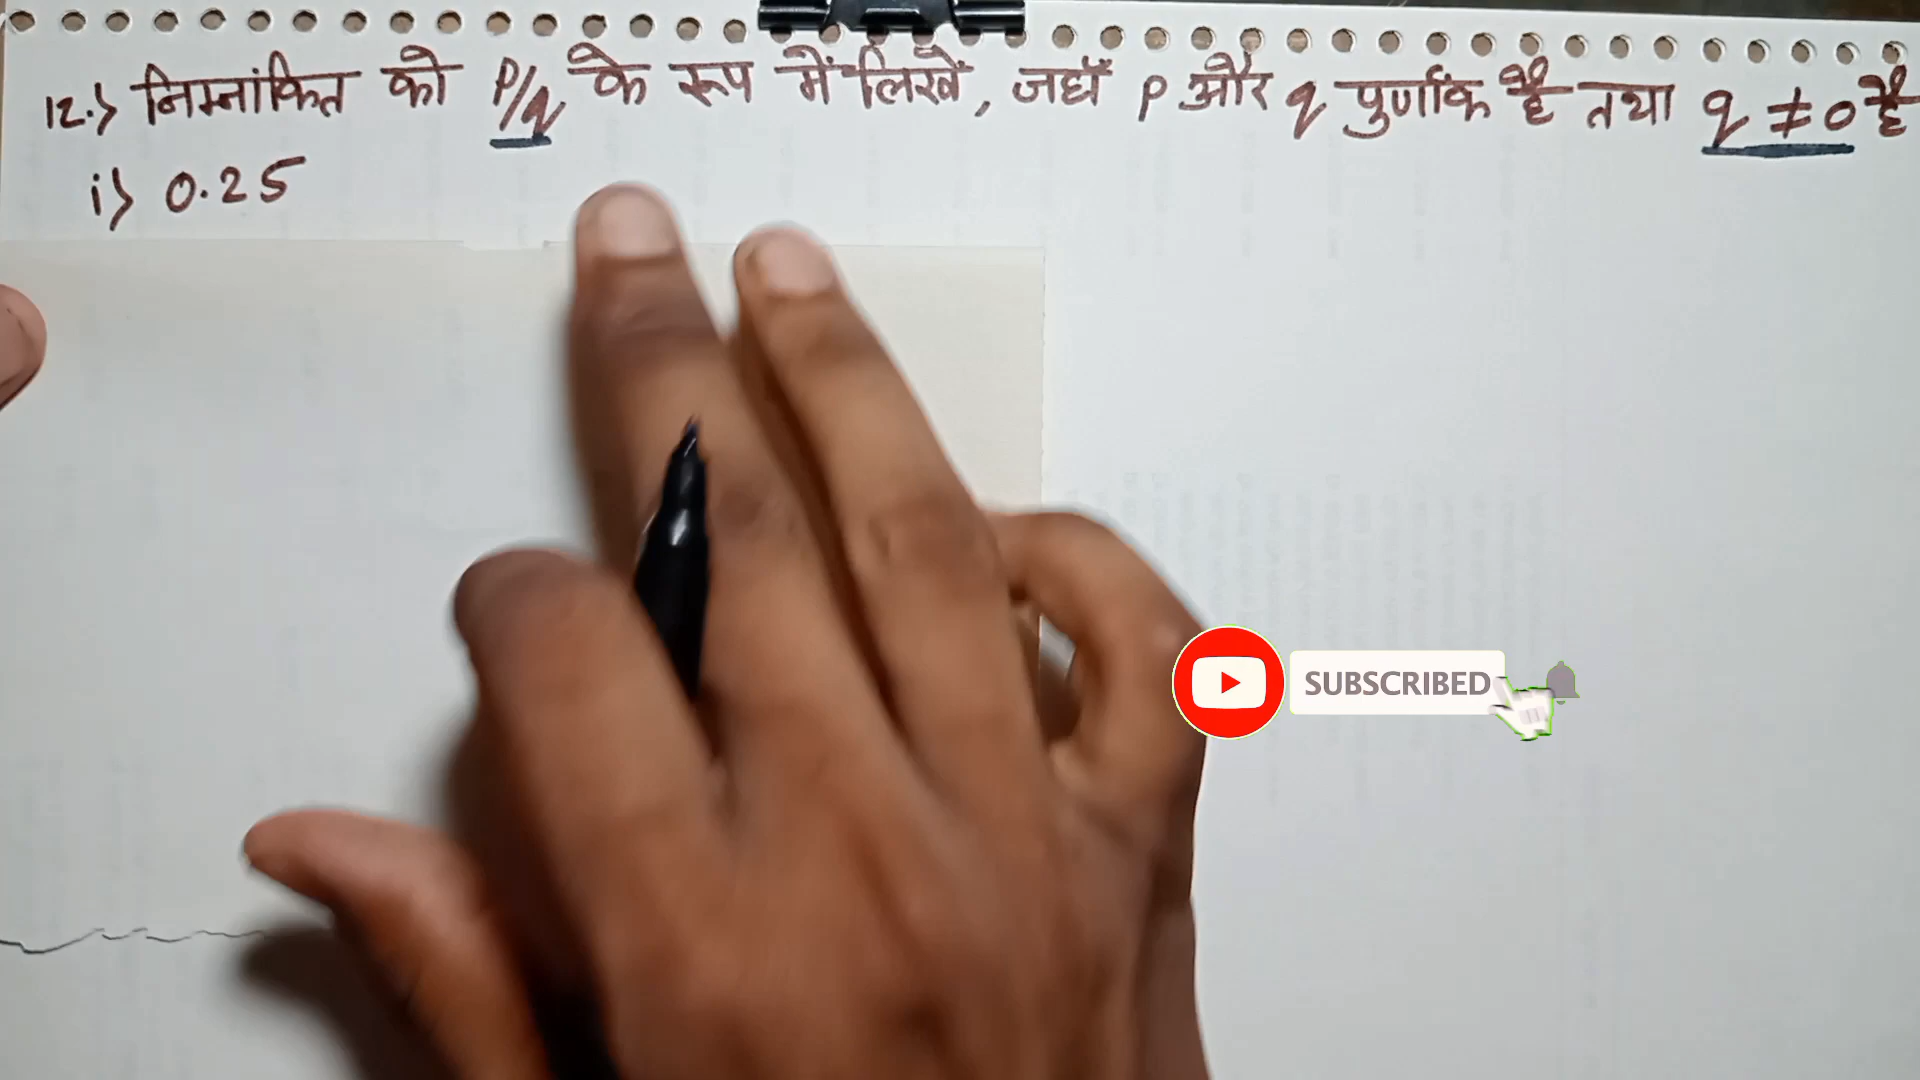 12.) निम्नांकित को P/q के रूप में लिखें, जहाँ P और q पुर्णांक है तथा q ≠ 0 है
i) 0.25
SUBSCRIBED